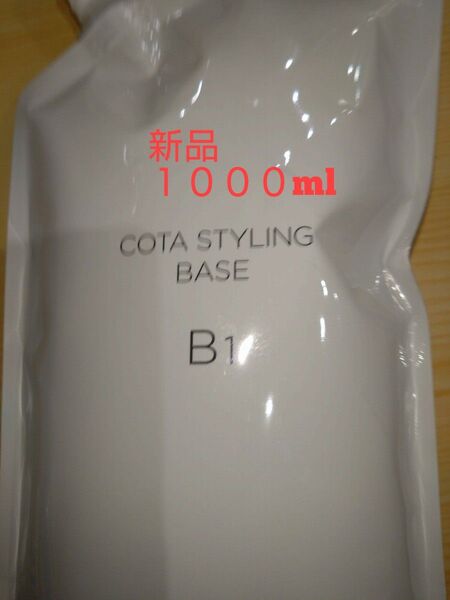 新品
１０００ml
COTA STYLING
BASE
B1